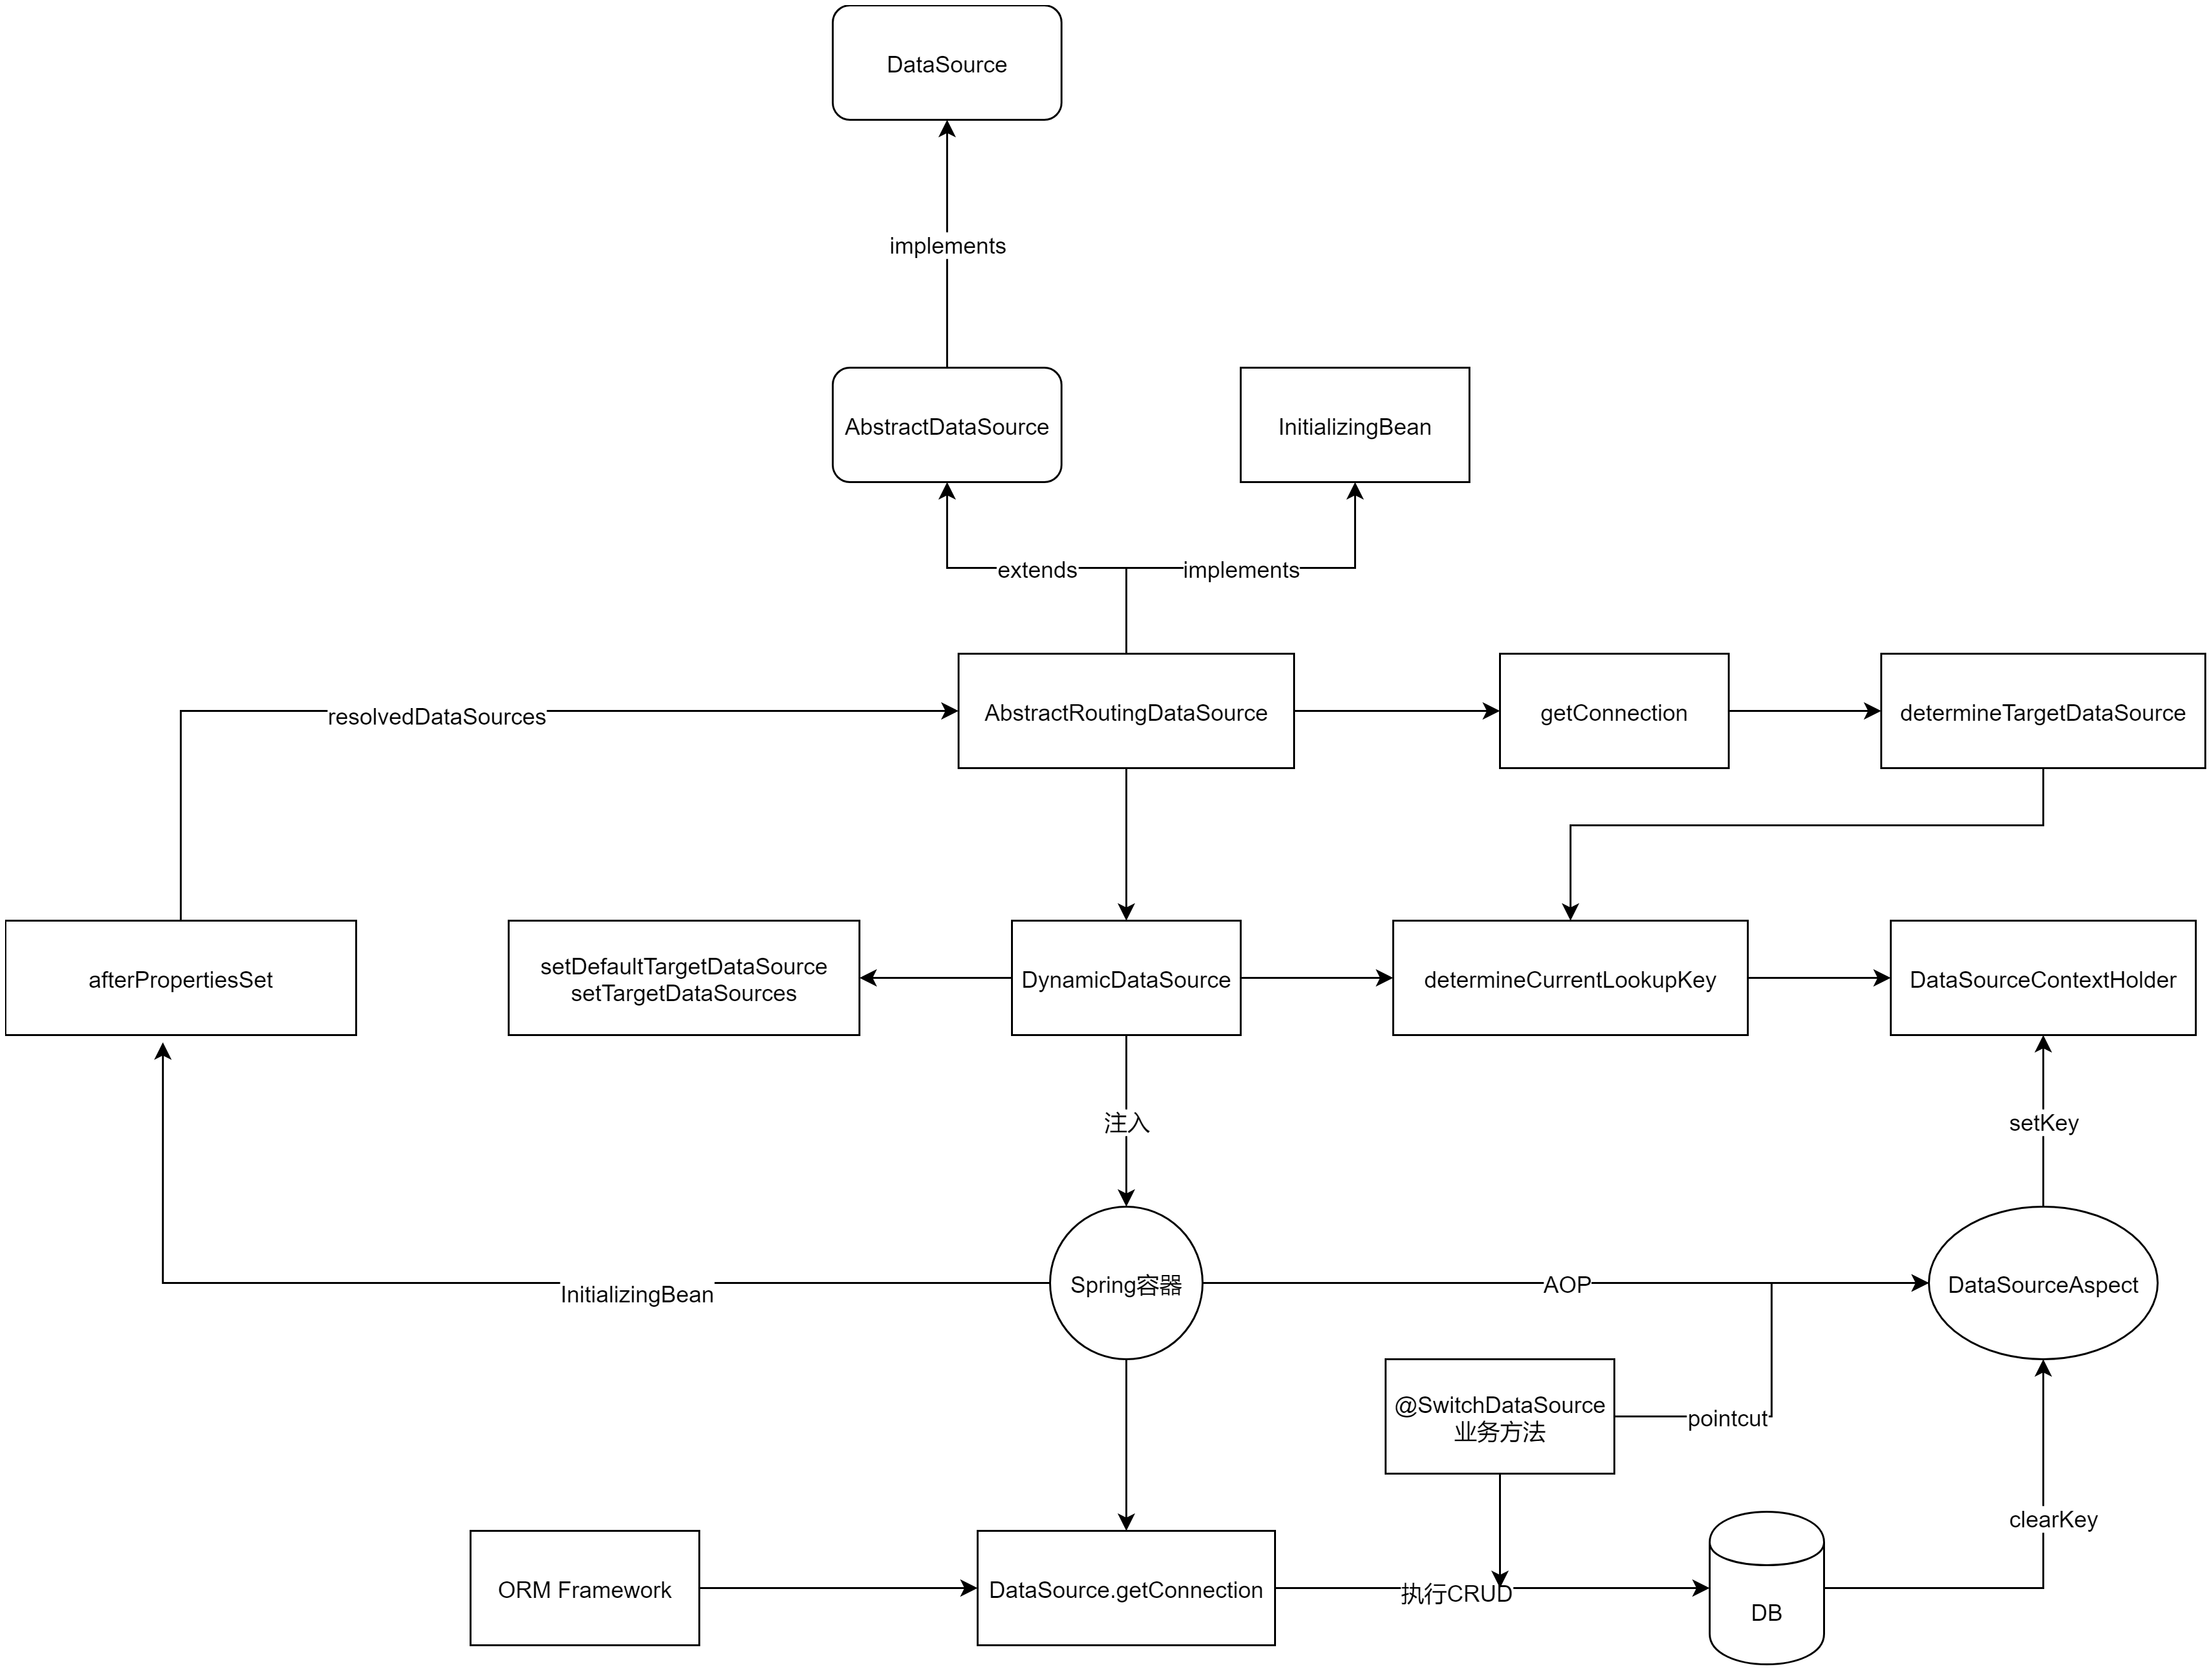 DataSource
implements
AbstractDataSource
InitializingBean
extends
implements
resolvedDataSources
AbstractRoutingDataSource
getConnection
determineTargetDataSource
afterPropertiesSet
setDefaultTargetDataSource
setTargetDataSources
DynamicDataSource
determineCurrentLookupKey
DataSourceContextHolder
注入
setKey
InitializingBean
Spring容器
AOP
DataSourceAspect
@SwitchDataSource
业务方法
pointcut
clearKey
ORM Framework
DataSource.getConnection
执行CRUD
DB